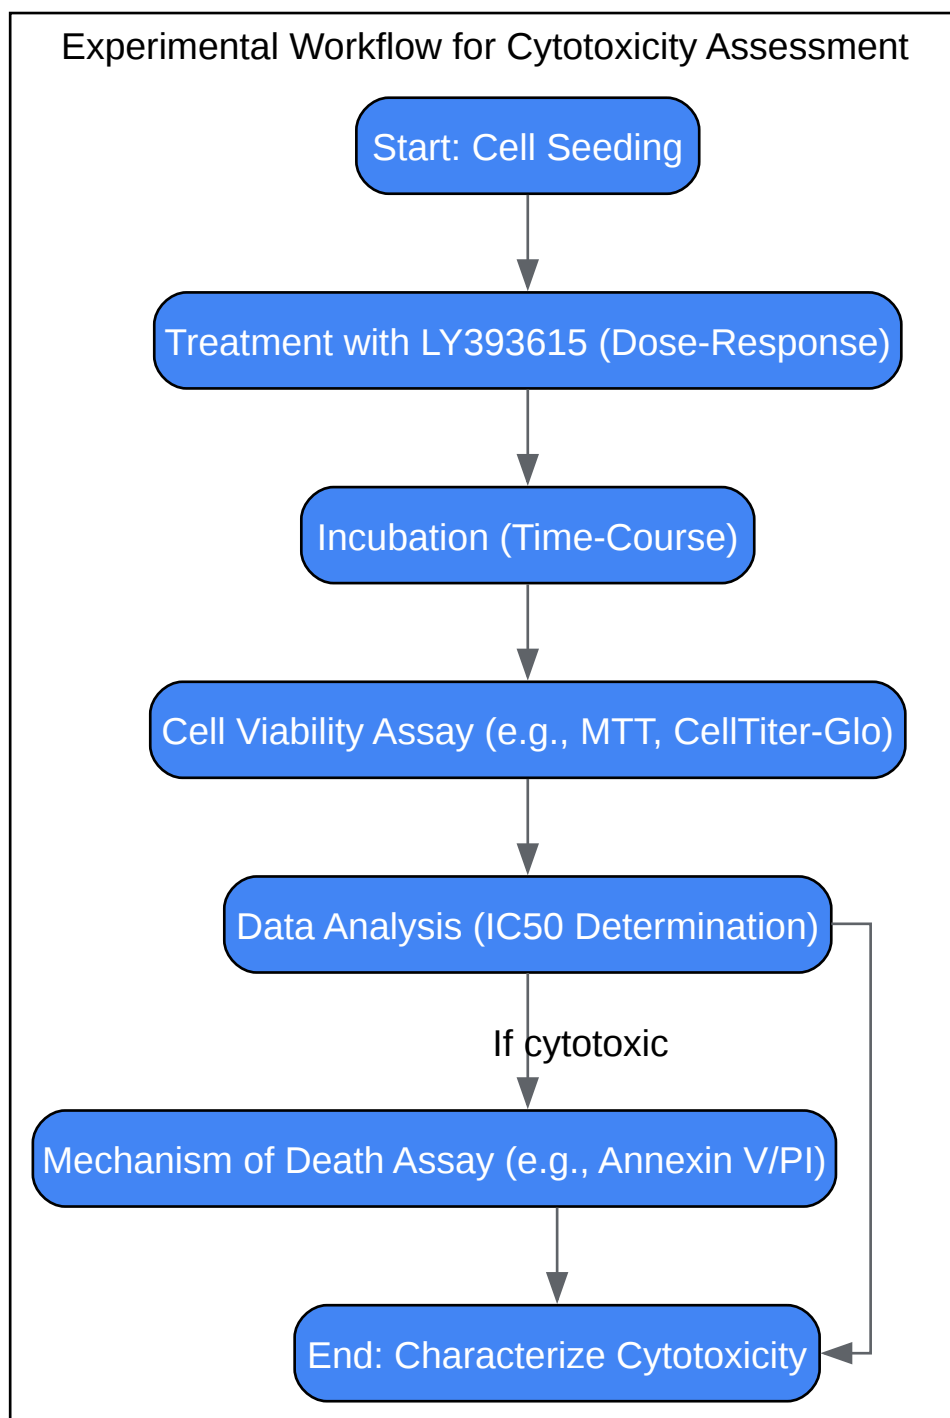 Experimental Workflow for Cytotoxicity Assessment
Start: Cell Seeding
Treatment with LY393615 (Dose-Response)
Incubation (Time-Course)
Cell Viability Assay (e.g., MTT, CellTiter-Glo)
Data Analysis (IC50 Determination)
If cytotoxic
Mechanism of Death Assay (e.g., Annexin V/PI)
End: Characterize Cytotoxicity